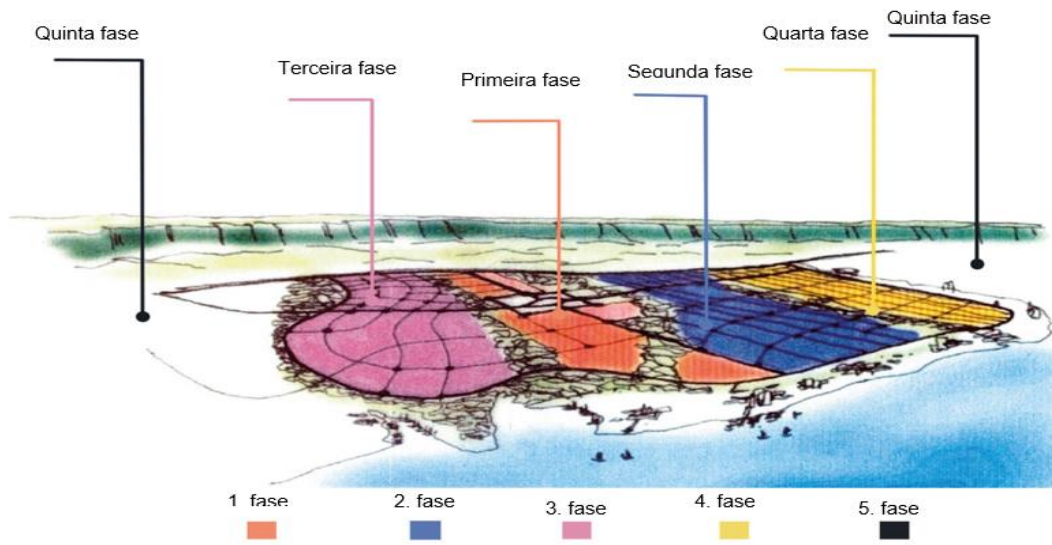 Quinta fase
Terceira fase
Primeira fase
Segunda fase
Quarta fase
Quinta fase
1. fase
2. fase
3. fase
4. fase
5. fase